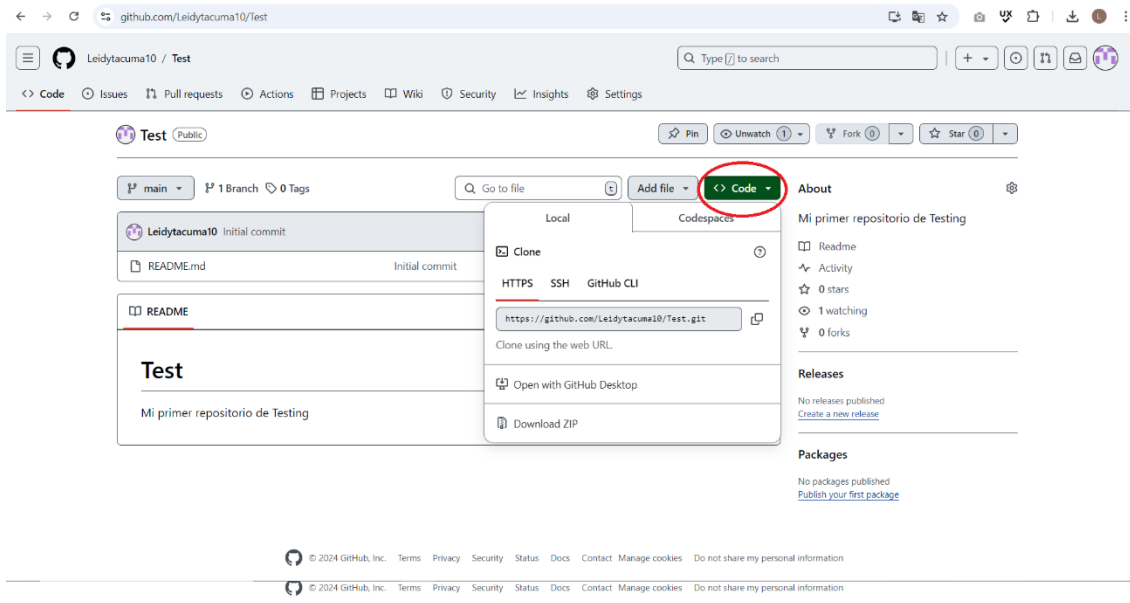 github.com/Leidytacuma10/Test
L
Leidytacuma10 / Test
Type / to search
Code Issues Pull requests Actions Projects Wiki Security Insights Settings
Test Public
Pin Unwatch 1 Fork 0 Star 0
main 1 Branch 0 Tags
Go to file t Add file Code
Leidytacuma10 Initial commit
README.md Initial commit
README
Test
Mi primer repositorio de Testing
Local Codespaces
Clone
HTTPS SSH GitHub CLI
https://github.com/Leidytacuma10/Test.git
Clone using the web URL.
Open with GitHub Desktop
Download ZIP
About
Mi primer repositorio de Testing
Readme
Activity
0 stars
1 watching
0 forks
Releases
No releases published
Create a new release
Packages
No packages published
Publish your first package
© 2024 GitHub, Inc. Terms Privacy Security Status Docs Contact Manage cookies Do not share my personal information
© 2024 GitHub, Inc. Terms Privacy Security Status Docs Contact Manage cookies Do not share my personal information